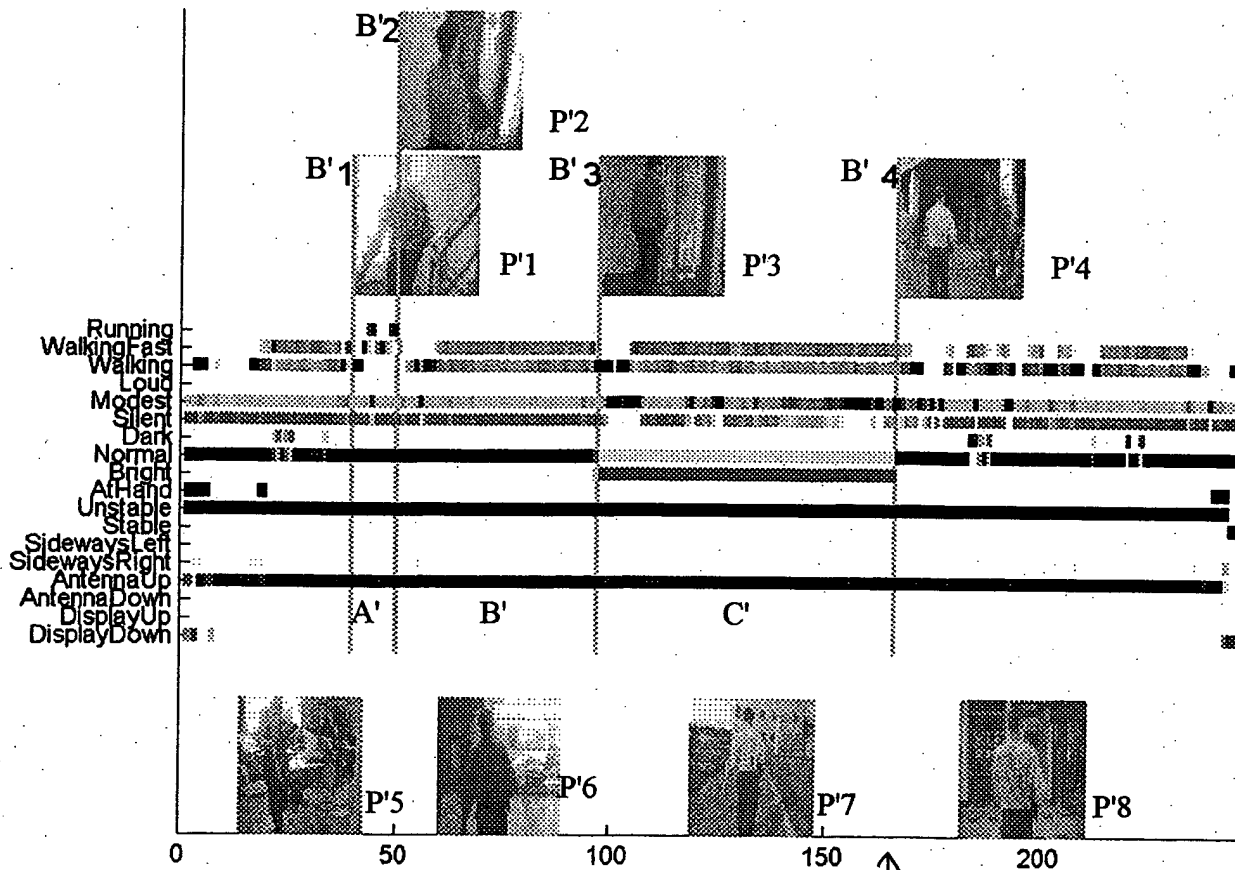 B'2
P'2
B'1
B'3
B'4
P'1
P'3
P'4
Running
WalkingFast
Walking
Loud
Modest
Silent
Dark
Normal
Bright
AtHand
Unstable
Stable
SidewaysLeft
SidewaysRight
AntennaUp
AntennaDown
DisplayUp
DisplayDown
A' B' C'
P'5
P'6
P'7
P'8
0 50 100 150 200